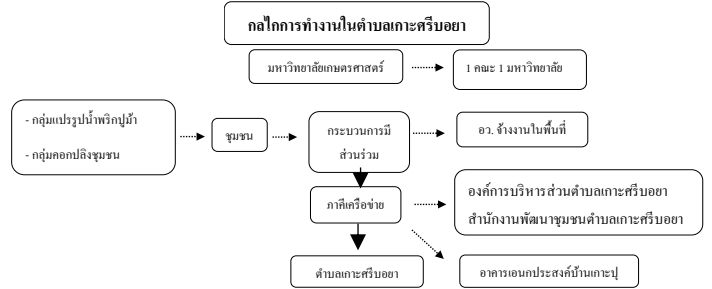 กลไกการทำงานในตำบลเกาะศรีบอยา
มหาวิทยาลัยเกษตรศาสตร์
1 คณะ 1 มหาวิทยาลัย
- กลุ่มแปรรูปน้ำพริกปูม้า
- กลุ่มคอกปลิงชุมชน
ชุมชน
กระบวนการมี
ส่วนร่วม
อว. จ้างงานในพื้นที่
ภาคีเครือข่าย
องค์การบริหารส่วนตำบลเกาะศรีบอยา
สำนักงานพัฒนาชุมชนตำบลเกาะศรีบอยา
ตำบลเกาะศรีบอยา
อาคารเอนกประสงค์บ้านเกาะปู